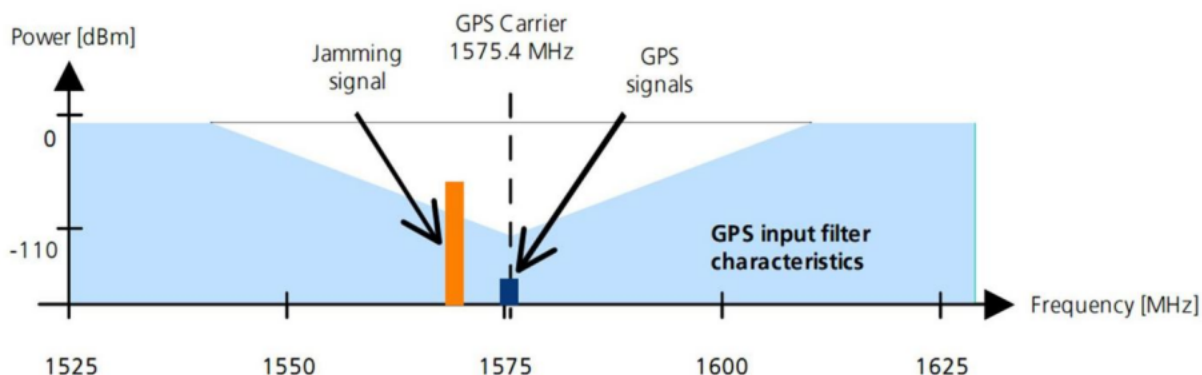 Power [dBm]
GPS Carrier
1575.4 MHz
Jamming
signal
GPS
signals
0
-110
GPS input filter
characteristics
Frequency [MHz]
1525
1550
1575
1600
1625